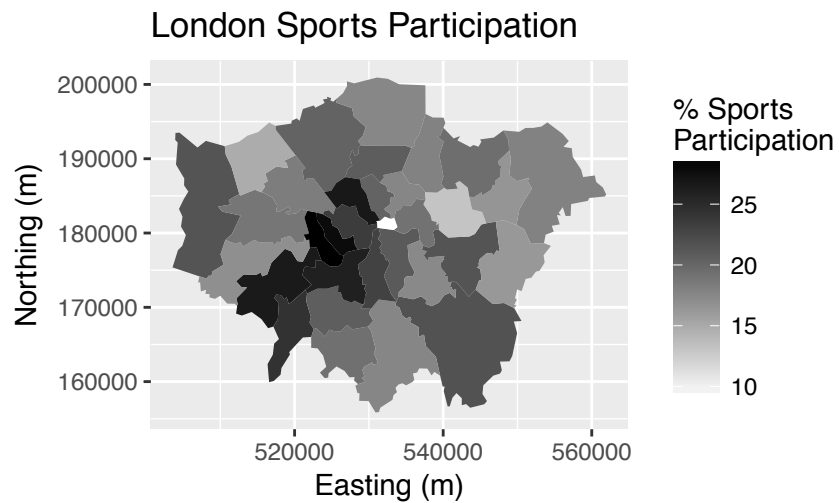 London Sports Participation
200000
190000
180000
170000
160000
Northing (m)
520000
540000
560000
Easting (m)
% Sports
Participation
25
20
15
10